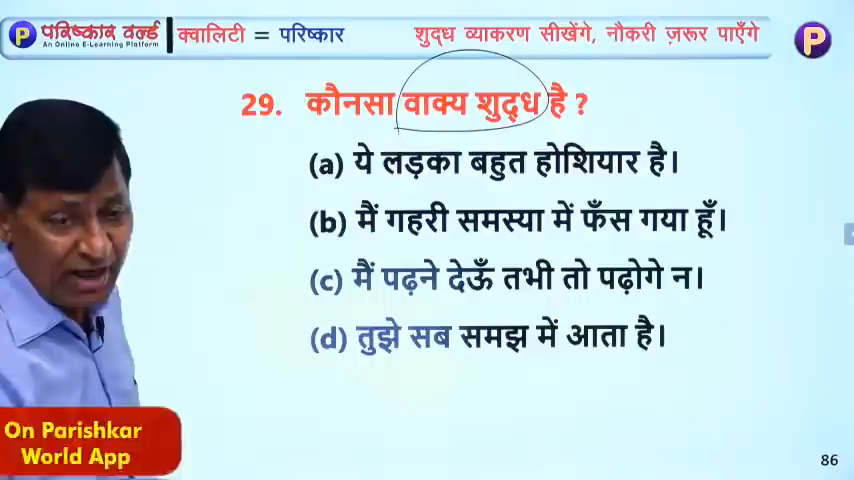 परिष्कार वर्ल्ड
An Online E-Learning Platform
क्वालिटी = परिष्कार
शुद्ध व्याकरण सीखेंगे, नौकरी ज़रूर पाएँगे
P
P
29. कौनसा वाक्य शुद्ध है ?
(a) ये लड़का बहुत होशियार है।
(b) मैं गहरी समस्या में फँस गया हूँ।
(c) मैं पढ़ने देऊँ तभी तो पढ़ोगे न।
(d) तुझे सब समझ में आता है।
On Parishkar
World App
86